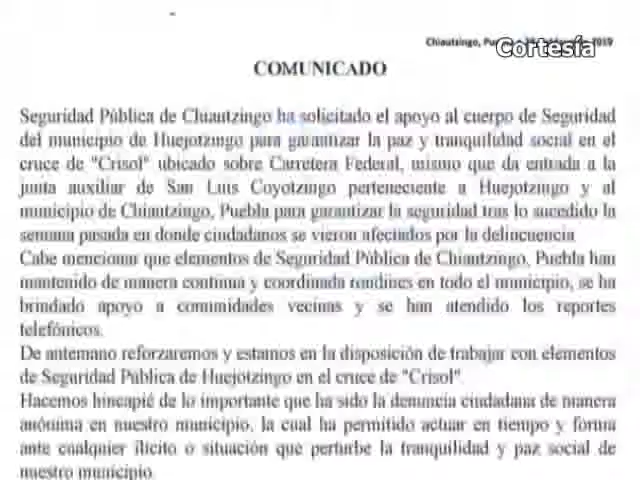 Chiautzingo, 2019
Cortesía
COMUNICADO
Seguridad Pública de Chiautzingo ha solicitado el apoyo al cuerpo de Seguridad
del municipio de Huejotzingo para garantizar la paz y tranquilidad social en el
cruce de "Crisol" ubicado sobre Carretera Federal, mismo que da entrada a la
junta auxiliar de San Luis Coyotzingo perteneciente a Huejotzingo y al
municipio de Chiautzingo, Puebla para garantizar la seguridad tras lo sucedido la
semana pasada en donde ciudadanos se vieron afectados por la delincuencia
Cabe mencionar que elementos de Seguridad Pública de Chiautzingo, Puebla han
mantenido de manera continua y coordinada rondines en todo el municipio, se ha
brindado apoyo a comunidades vecinas y se han atendido los reportes
telefónicos.
De antemano reforzaremos y estamos en la disposición de trabajar con elementos
de Seguridad Pública de Huejotzingo en el cruce de "Crisol"
Hacemos hincapié de lo importante que ha sido la denuncia ciudadana de manera
anónima en nuestro municipio, la cual ha permitido actuar en tiempo y forma
ante cualquier ilícito o situación que perturbe la tranquilidad y paz social de
nuestro municipio